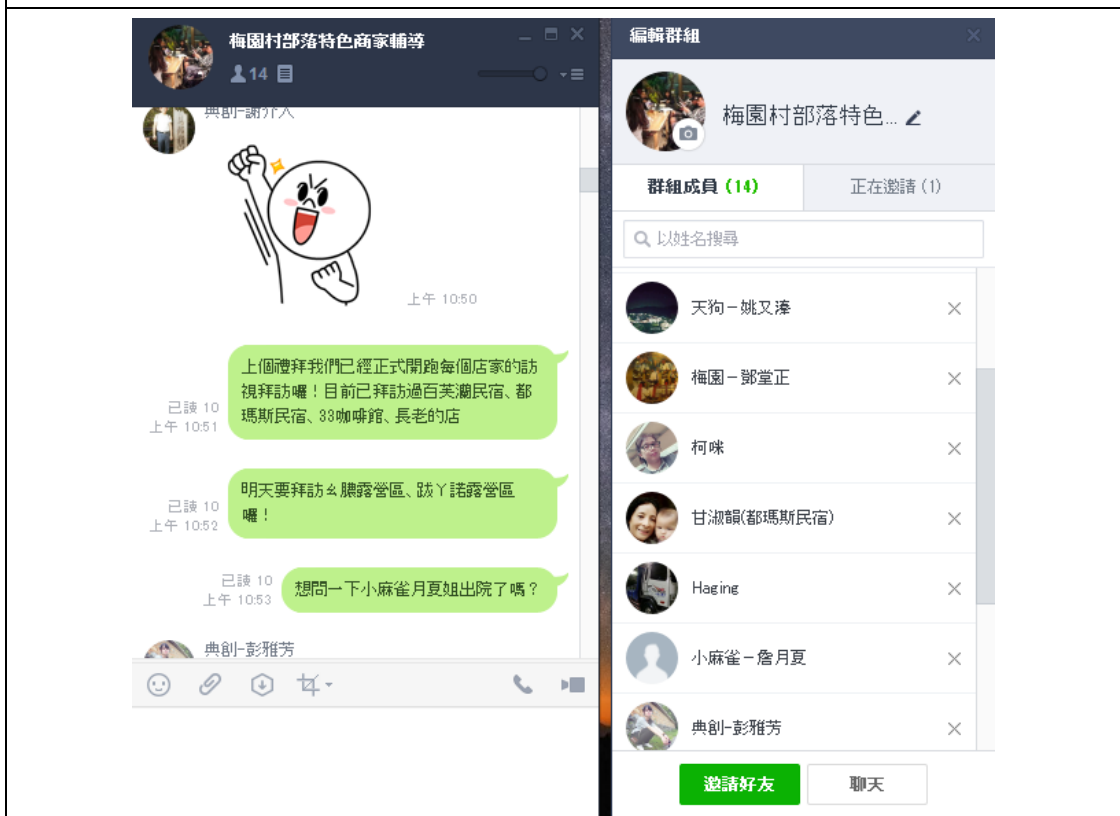 梅園村部落特色商家輔導
14
典創-謝介人
上午 10:50
上個禮拜我們已經正式開跑每個店家的訪
視拜訪囉！目前已拜訪過百芙瀾民宿、都
瑪斯民宿、33咖啡館、長老的店
已讀 10
上午 10:51
明天要拜訪ㄠ膿露營區、跋ㄚ諾露營區
囉！
已讀 10
上午 10:52
想問一下小麻雀月夏姐出院了嗎？
已讀 10
上午 10:53
典創-彭雅芳
編輯群組
梅園村部落特色...
群組成員 (14)
正在邀請 (1)
以姓名搜尋
天狗－姚又溱
梅園－鄧堂正
柯咪
甘淑韻(都瑪斯民宿)
Haging
小麻雀－詹月夏
典創-彭雅芳
邀請好友
聊天